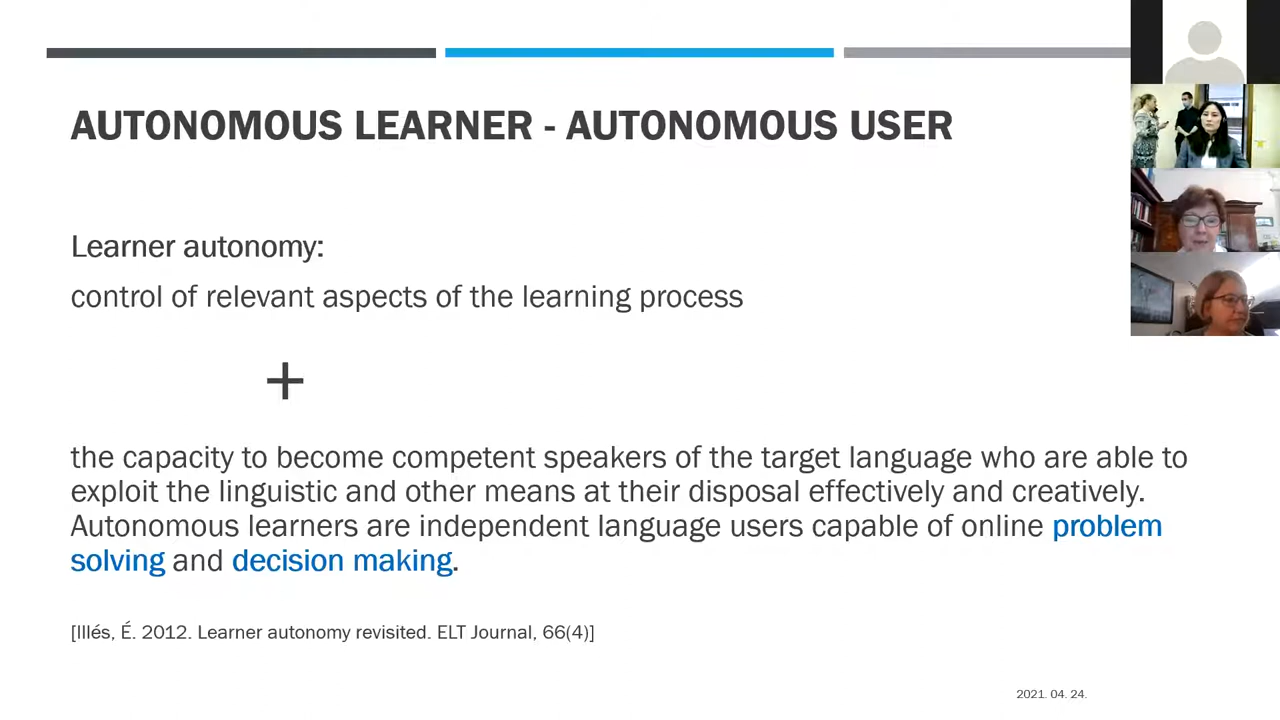 AUTONOMOUS LEARNER - AUTONOMOUS USER
Learner autonomy:
control of relevant aspects of the learning process
+
the capacity to become competent speakers of the target language who are able to
exploit the linguistic and other means at their disposal effectively and creatively.
Autonomous learners are independent language users capable of online problem
solving and decision making.
[Illés, É. 2012. Learner autonomy revisited. ELT Journal, 66(4)]
2021. 04. 24.